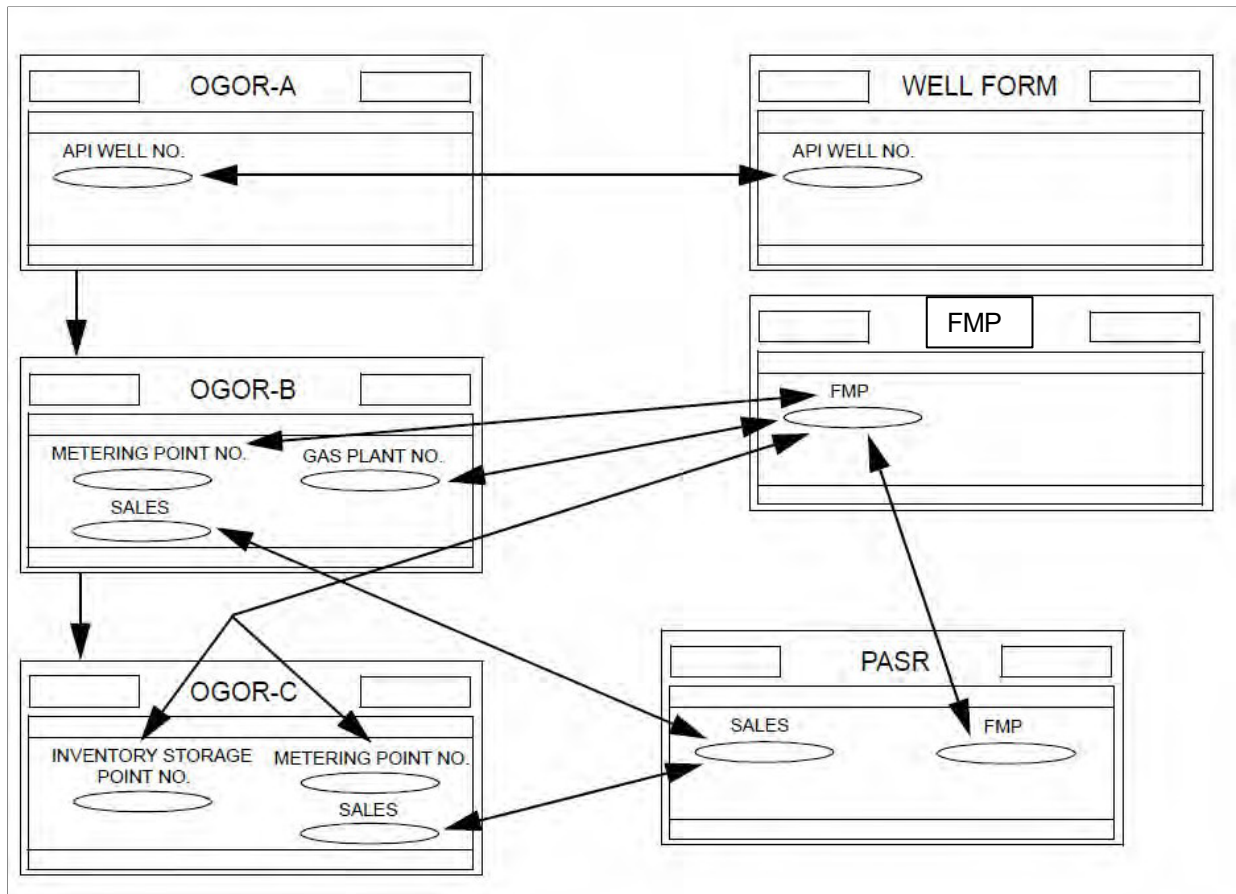 OGOR-A
API WELL NO.
WELL FORM
API WELL NO.
OGOR-B
METERING POINT NO.
GAS PLANT NO.
SALES
FMP
FMP
OGOR-C
INVENTORY STORAGE
POINT NO.
METERING POINT NO.
SALES
PASR
SALES
FMP